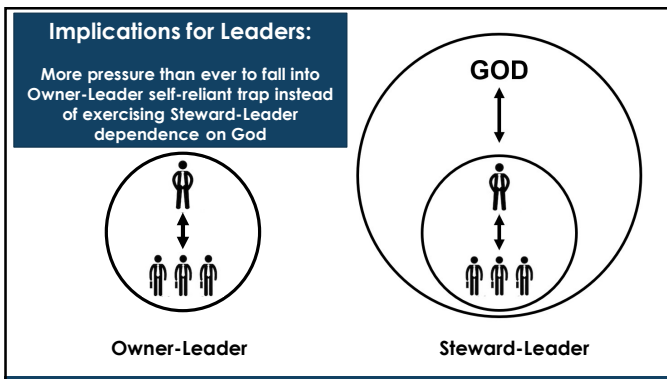 Implications for Leaders:
More pressure than ever to fall into
Owner-Leader self-reliant trap instead
of exercising Steward-Leader
dependence on God
GOD
Owner-Leader
Steward-Leader